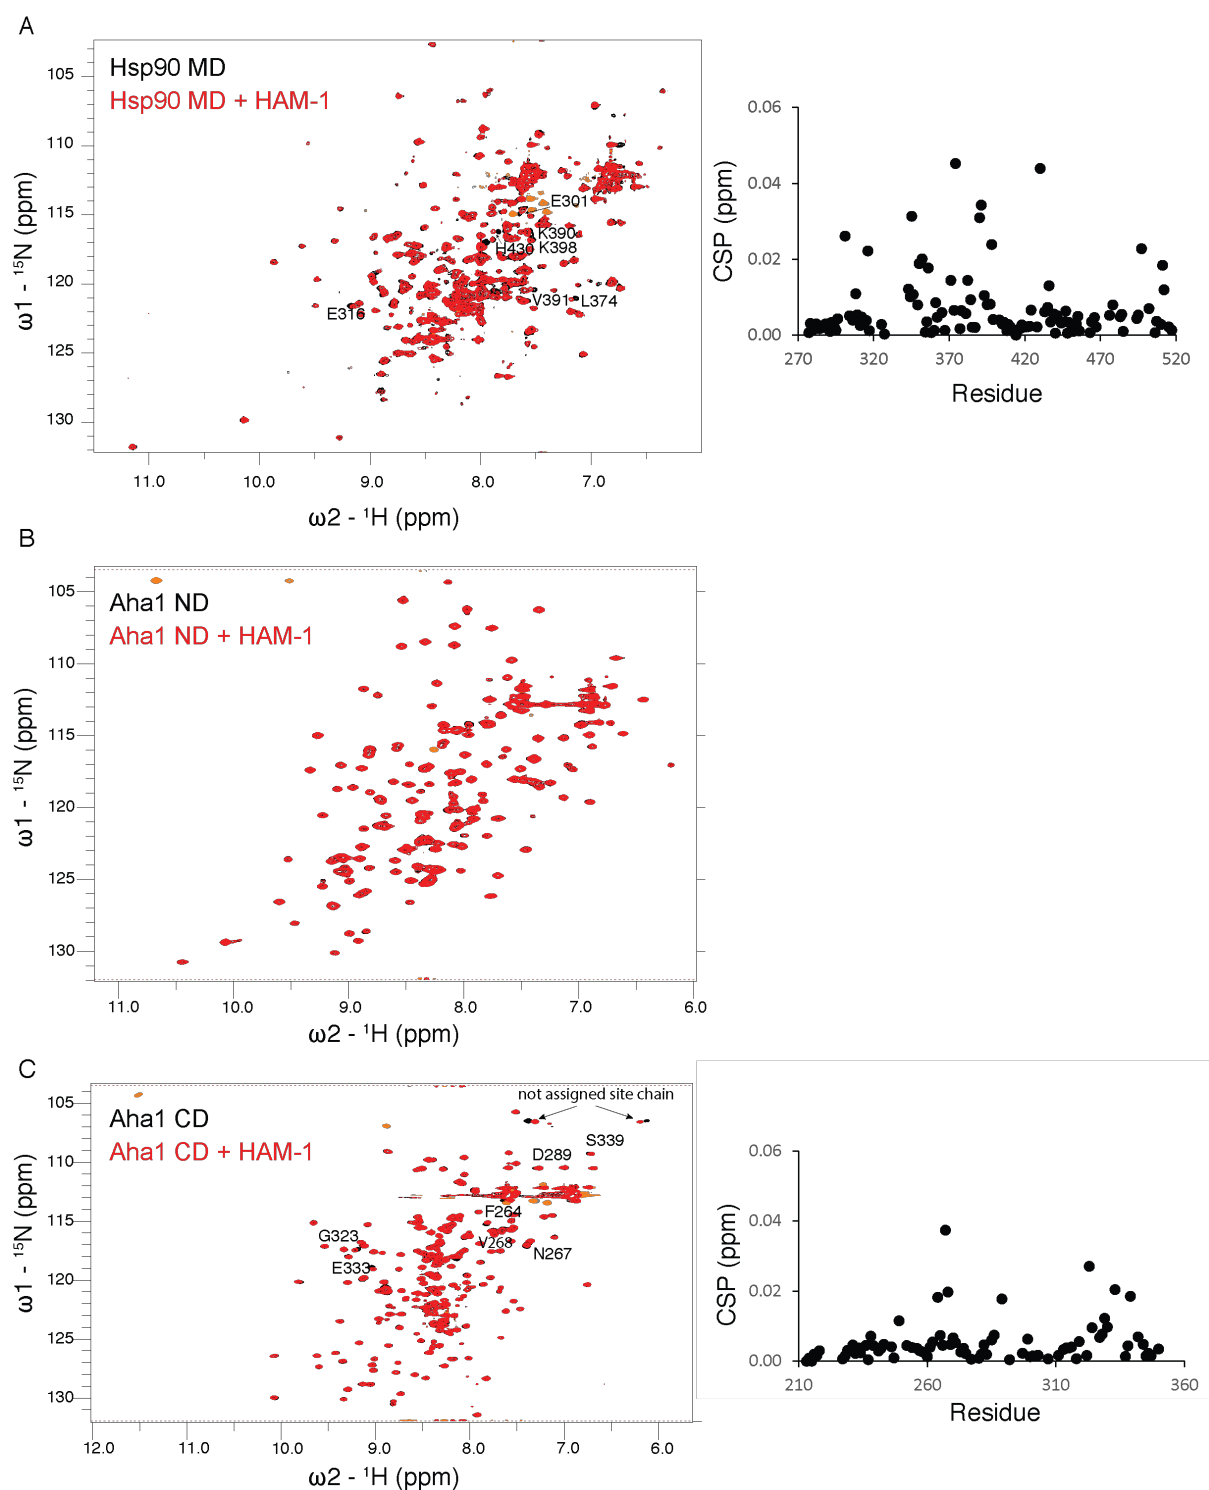 A
Hsp90 MD
Hsp90 MD + HAM-1
105
110
115
120
125
130
ω1 - ¹⁵N (ppm)
E301
K390
H430 K398
V391 L374
E316
11.0 10.0 9.0 8.0 7.0
ω2 - ¹H (ppm)
0.06
0.04
0.02
0.00
CSP (ppm)
270 320 370 420 470 520
Residue
B
Aha1 ND
Aha1 ND + HAM-1
105
110
115
120
125
130
ω1 - ¹⁵N (ppm)
11.0 10.0 9.0 8.0 7.0 6.0
ω2 - ¹H (ppm)
C
Aha1 CD
Aha1 CD + HAM-1
not assigned site chain
105
110
115
120
125
130
ω1 - ¹⁵N (ppm)
S339
D289
F264
G323
V268
N267
E333
12.0 11.0 10.0 9.0 8.0 7.0 6.0
ω2 - ¹H (ppm)
0.06
0.04
0.02
0.00
CSP (ppm)
210 260 310 360
Residue